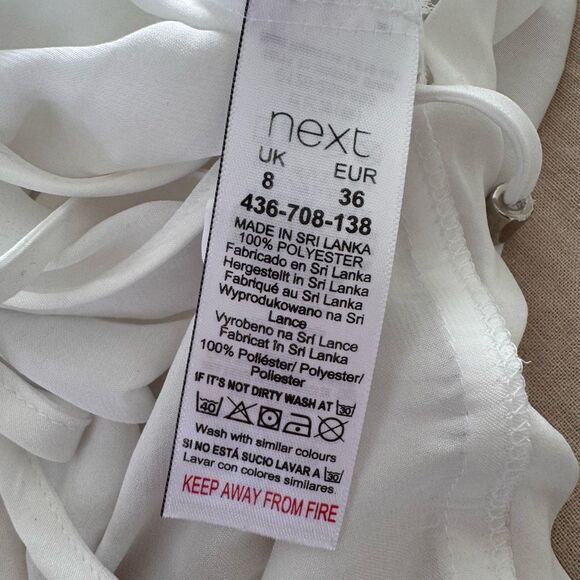 next
UK EUR
8 36
436-708-138
MADE IN SRI LANKA
100% POLYESTER
Fabricado en Sri Lanka
Hergestellt in Sri Lanka
Fabriqué au Sri Lanka
Wyprodukowano na Sri
Lance
Vyrobeno na Srí Lance
Fabricat în Sri Lanka
100% Poliéster/ Polyester/
Poliester
IF IT'S NOT DIRTY WASH AT 30
40
Wash with similar colours
SI NO ESTÁ SUCIO LAVAR A 30
Lavar con colores similares.
KEEP AWAY FROM FIRE